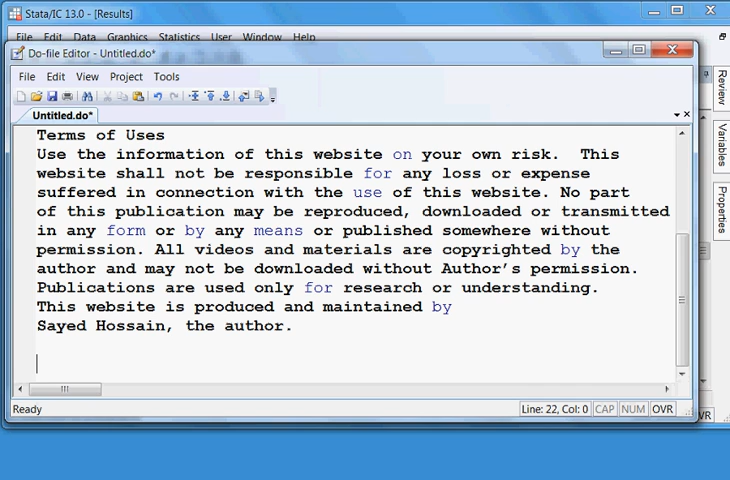 Stata/IC 13.0 - [Results]
File Edit Data Graphics Statistics User Window Help
Do-file Editor - Untitled.do*
File Edit View Project Tools
Untitled.do*
Terms of Uses
Use the information of this website on your own risk.  This
website shall not be responsible for any loss or expense
suffered in connection with the use of this website. No part
of this publication may be reproduced, downloaded or transmitted
in any form or by any means or published somewhere without
permission. All videos and materials are copyrighted by the
author and may not be downloaded without Author’s permission.
Publications are used only for research or understanding.
This website is produced and maintained by
Sayed Hossain, the author.
Ready
Line: 22, Col: 0 CAP NUM OVR
VR
Review
Variables
Properties